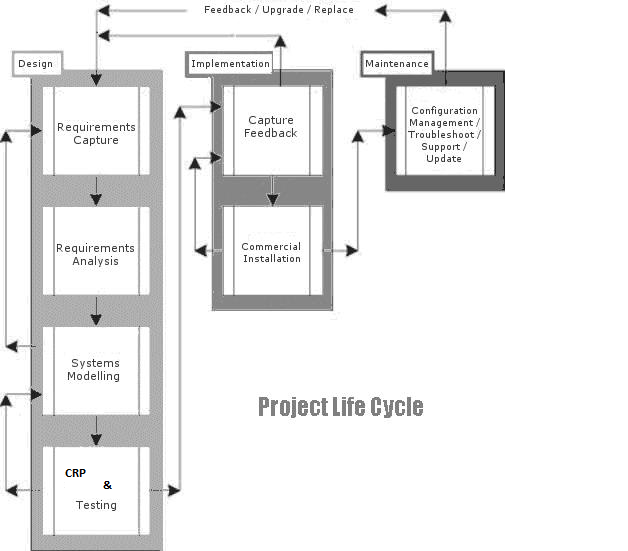 Feedback / Upgrade / Replace
Design
Implementation
Maintenance
Requirements
Capture
Capture
Feedback
Configuration
Management /
Troubleshoot /
Support /
Update
Requirements
Analysis
Commercial
Installation
Systems
Modelling
Project Life Cycle
CRP
&
Testing